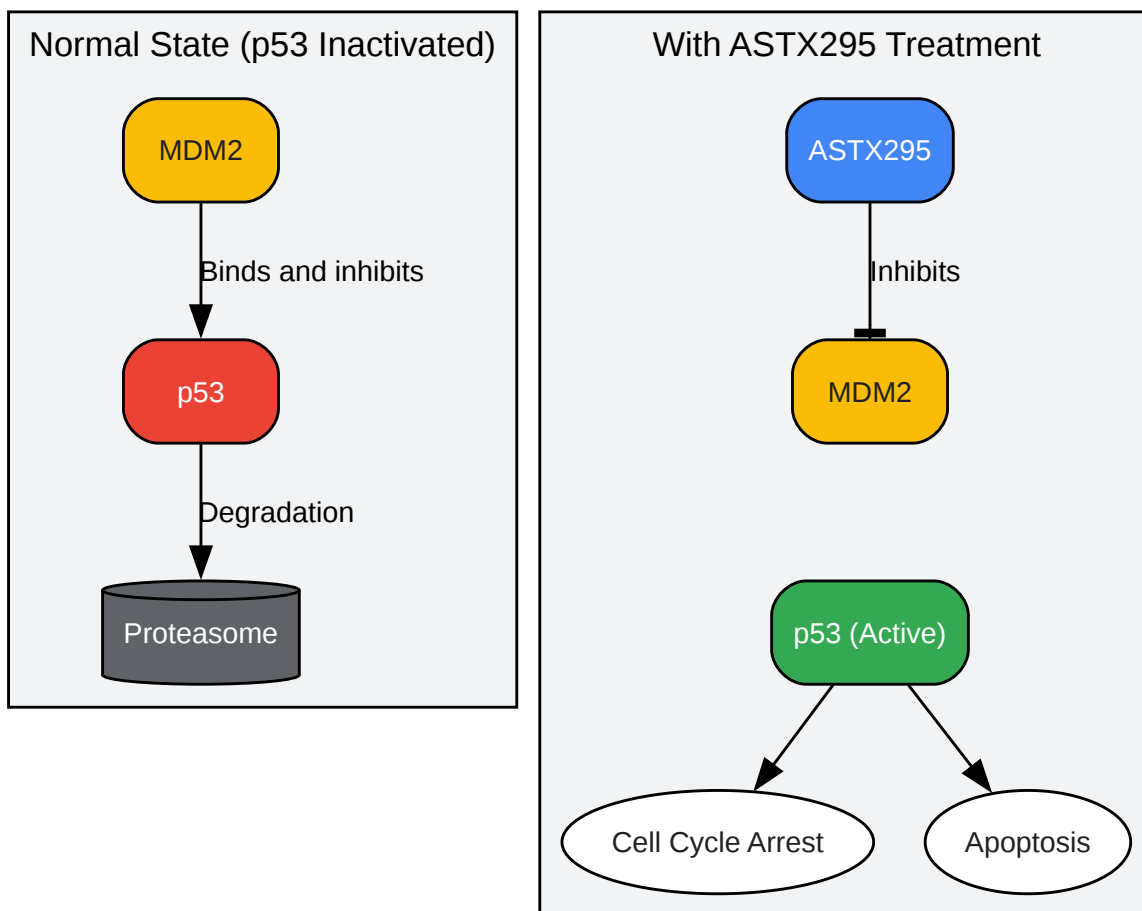 Normal State (p53 Inactivated)
MDM2
Binds and inhibits
p53
Degradation
Proteasome
With ASTX295 Treatment
ASTX295
Inhibits
MDM2
p53 (Active)
Cell Cycle Arrest
Apoptosis